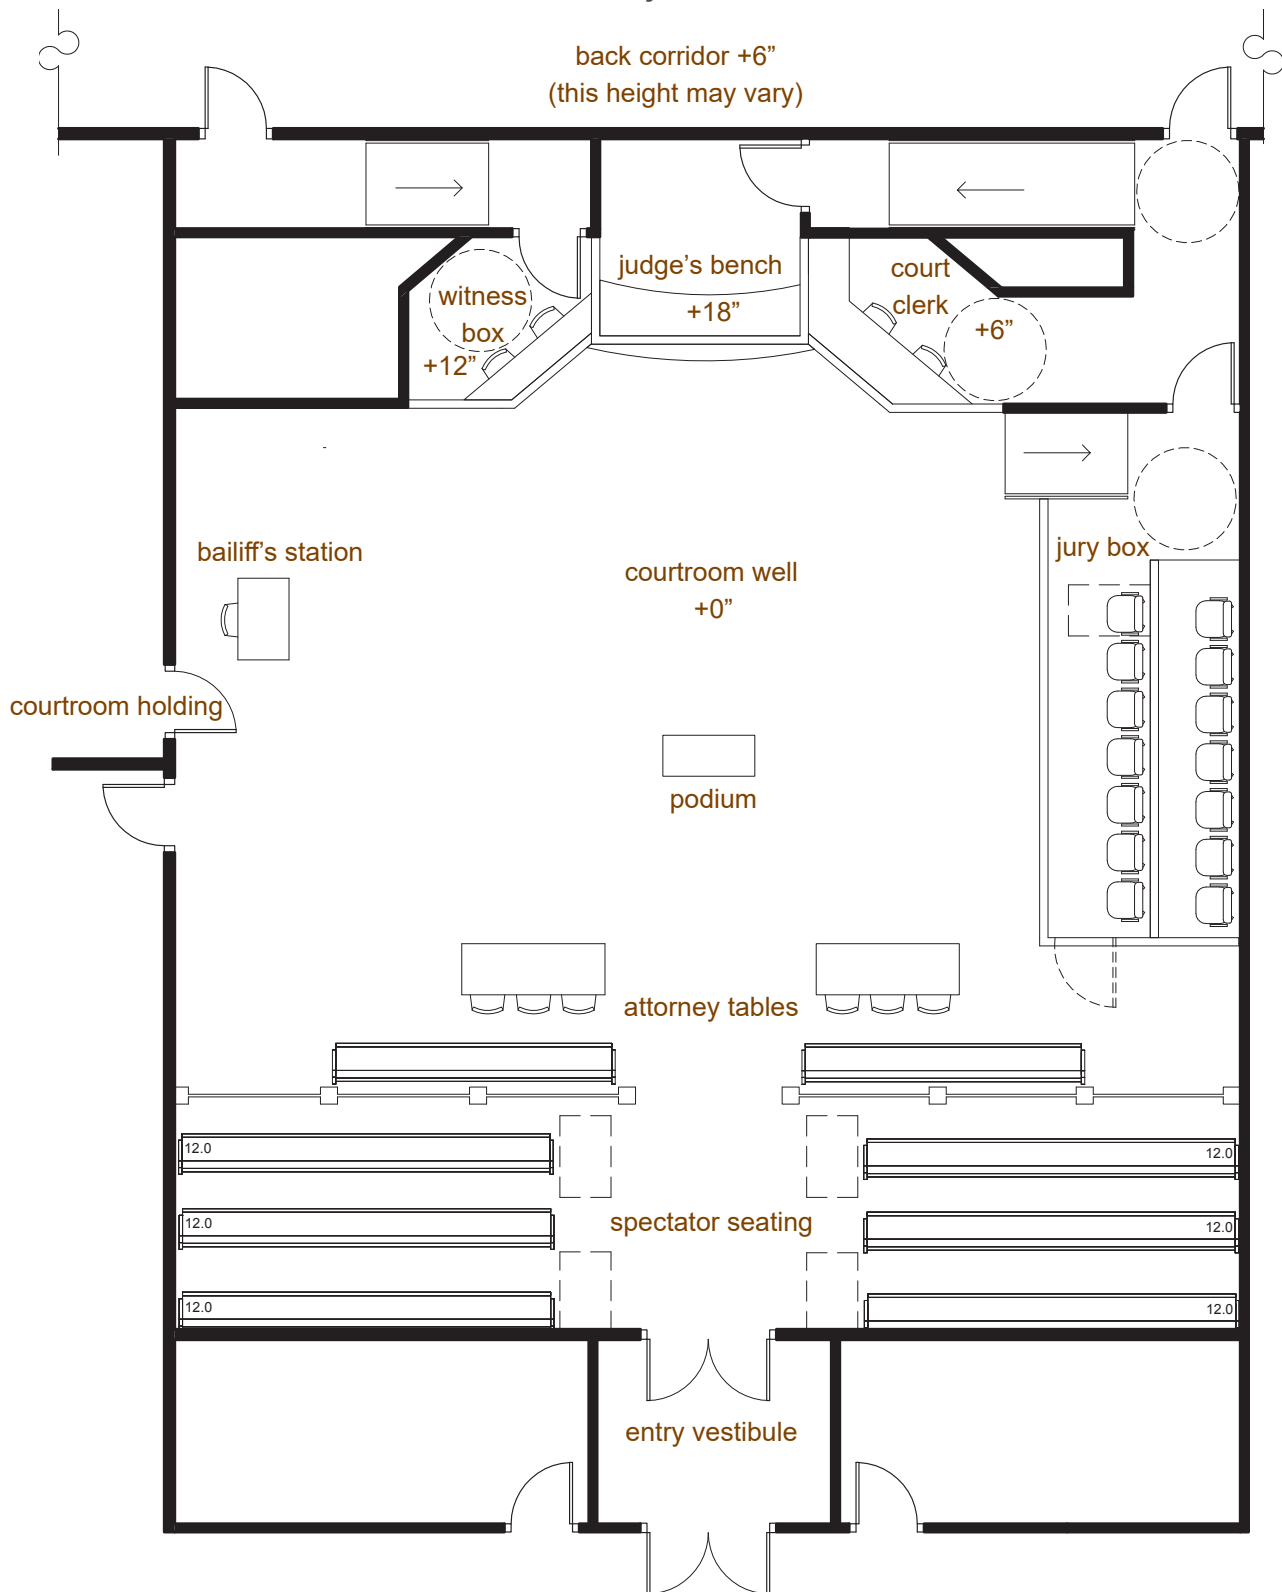 back corridor +6”
(this height may vary)
judge’s bench
+18”
court
clerk
+6”
witness
box
+12”
bailiff’s station
courtroom well
+0”
jury box
courtroom holding
podium
attorney tables
12.0
12.0
spectator seating
12.0
12.0
12.0
12.0
entry vestibule